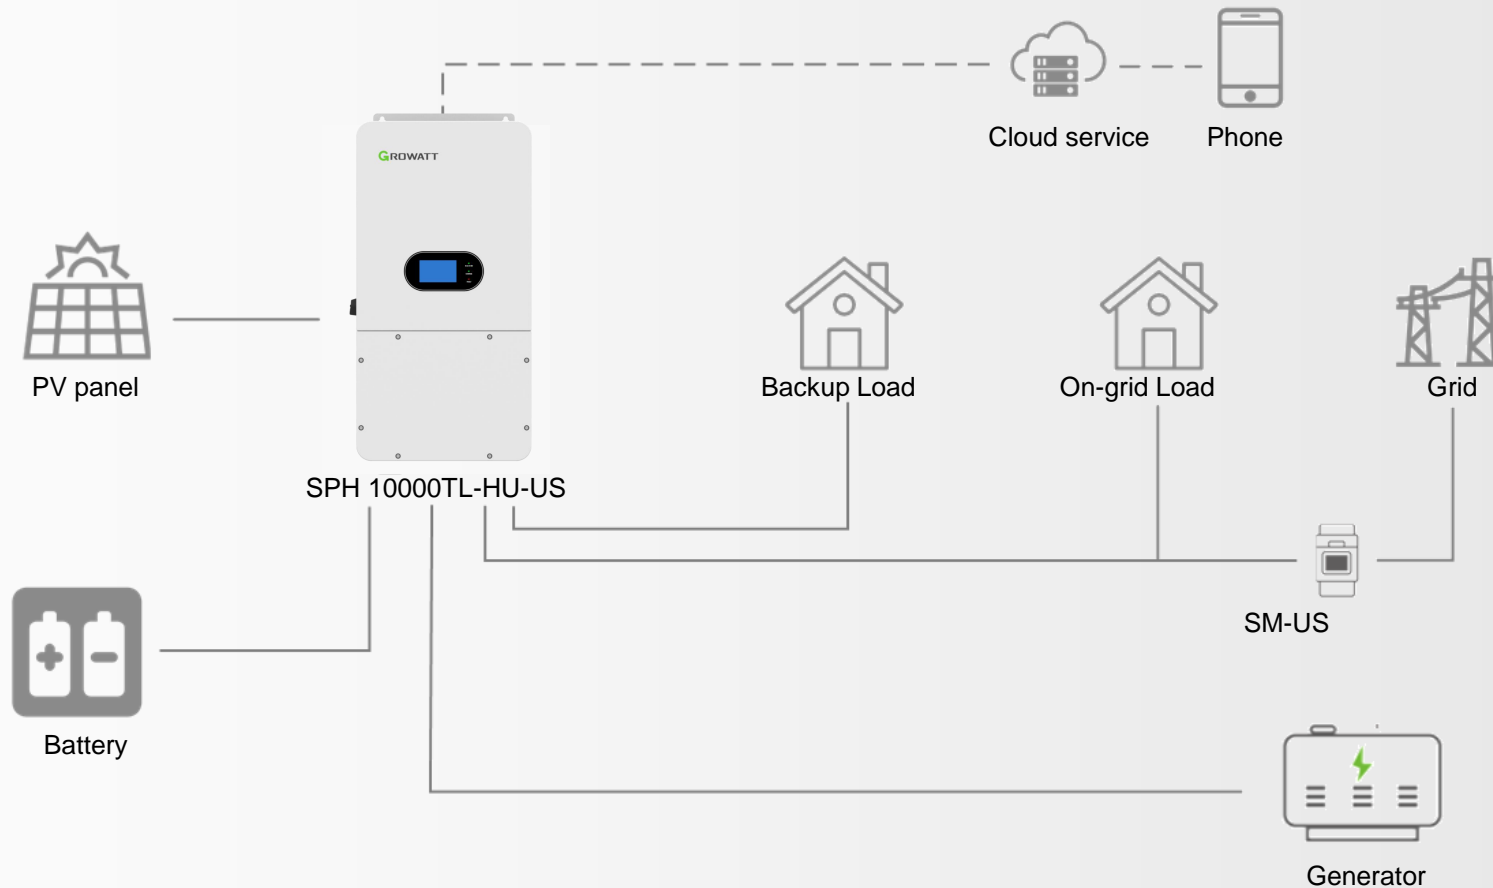 Cloud service
Phone
GROWATT
PV panel
Backup Load
On-grid Load
Grid
SPH 10000TL-HU-US
SM-US
Battery
Generator